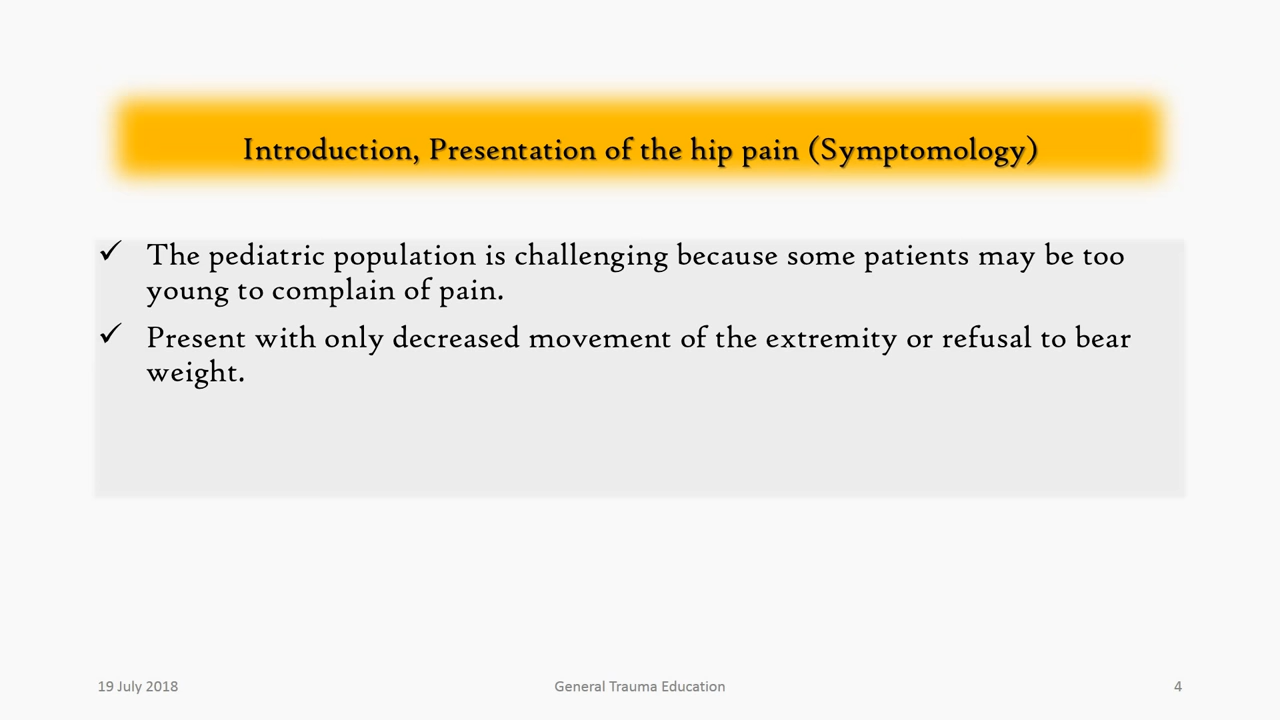 Introduction, Presentation of the hip pain (Symptomology)
✓ The pediatric population is challenging because some patients may be too
young to complain of pain.
✓ Present with only decreased movement of the extremity or refusal to bear
weight.
19 July 2018
General Trauma Education
4